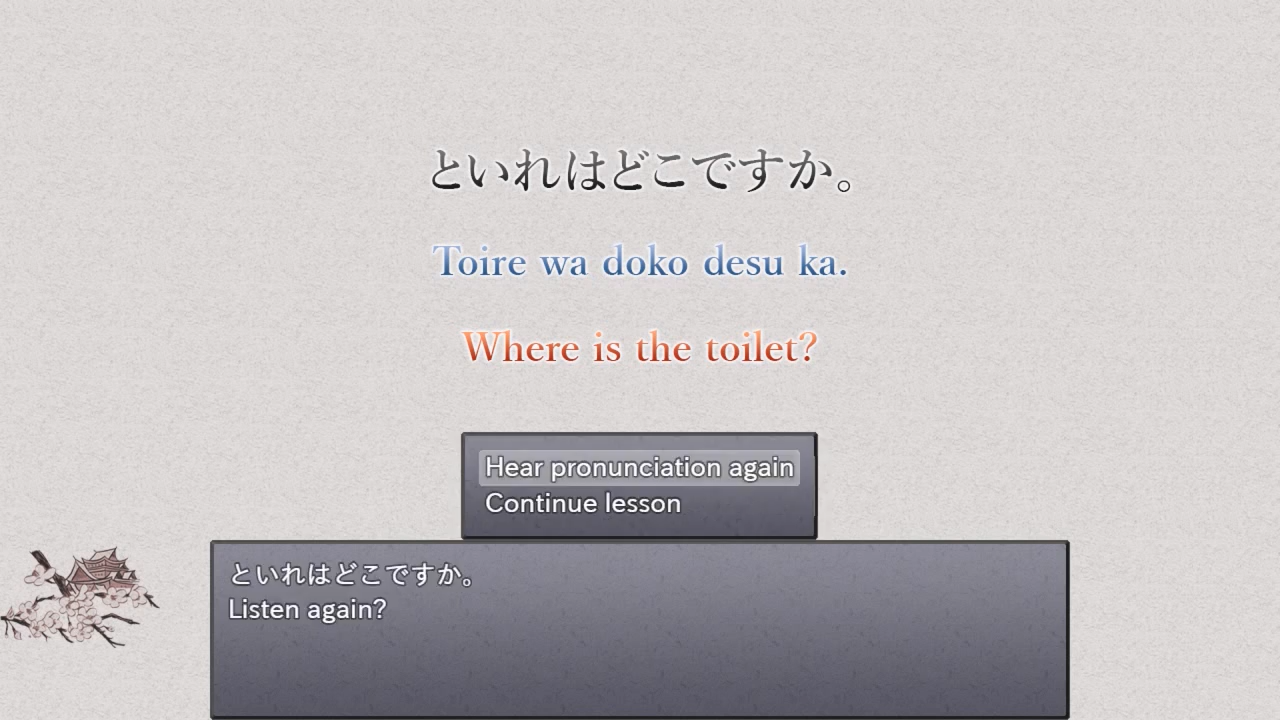 といれはどこですか。
Toire wa doko desu ka.
Where is the toilet?
Hear pronunciation again
Continue lesson
といれはどこですか。
Listen again?